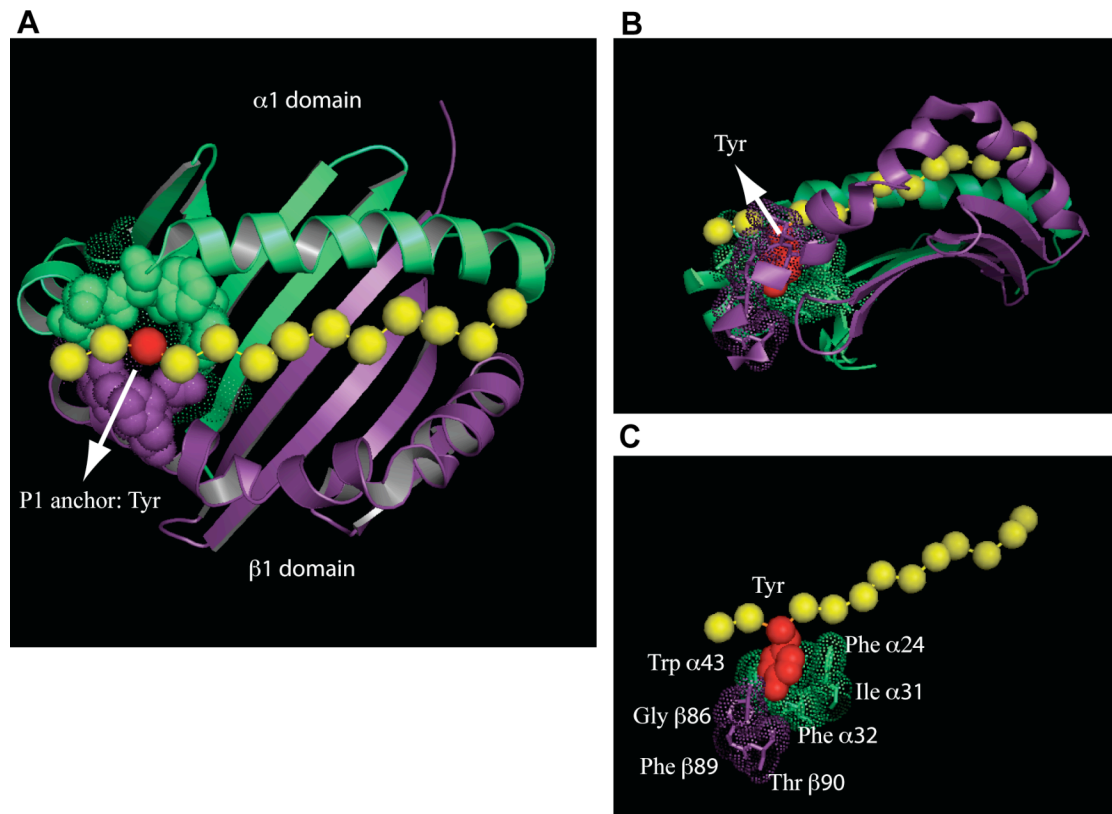 A
α1 domain
P1 anchor: Tyr
β1 domain
B
Tyr
C
Tyr
Phe α24
Trp α43
Ile α31
Gly β86
Phe α32
Phe β89
Thr β90